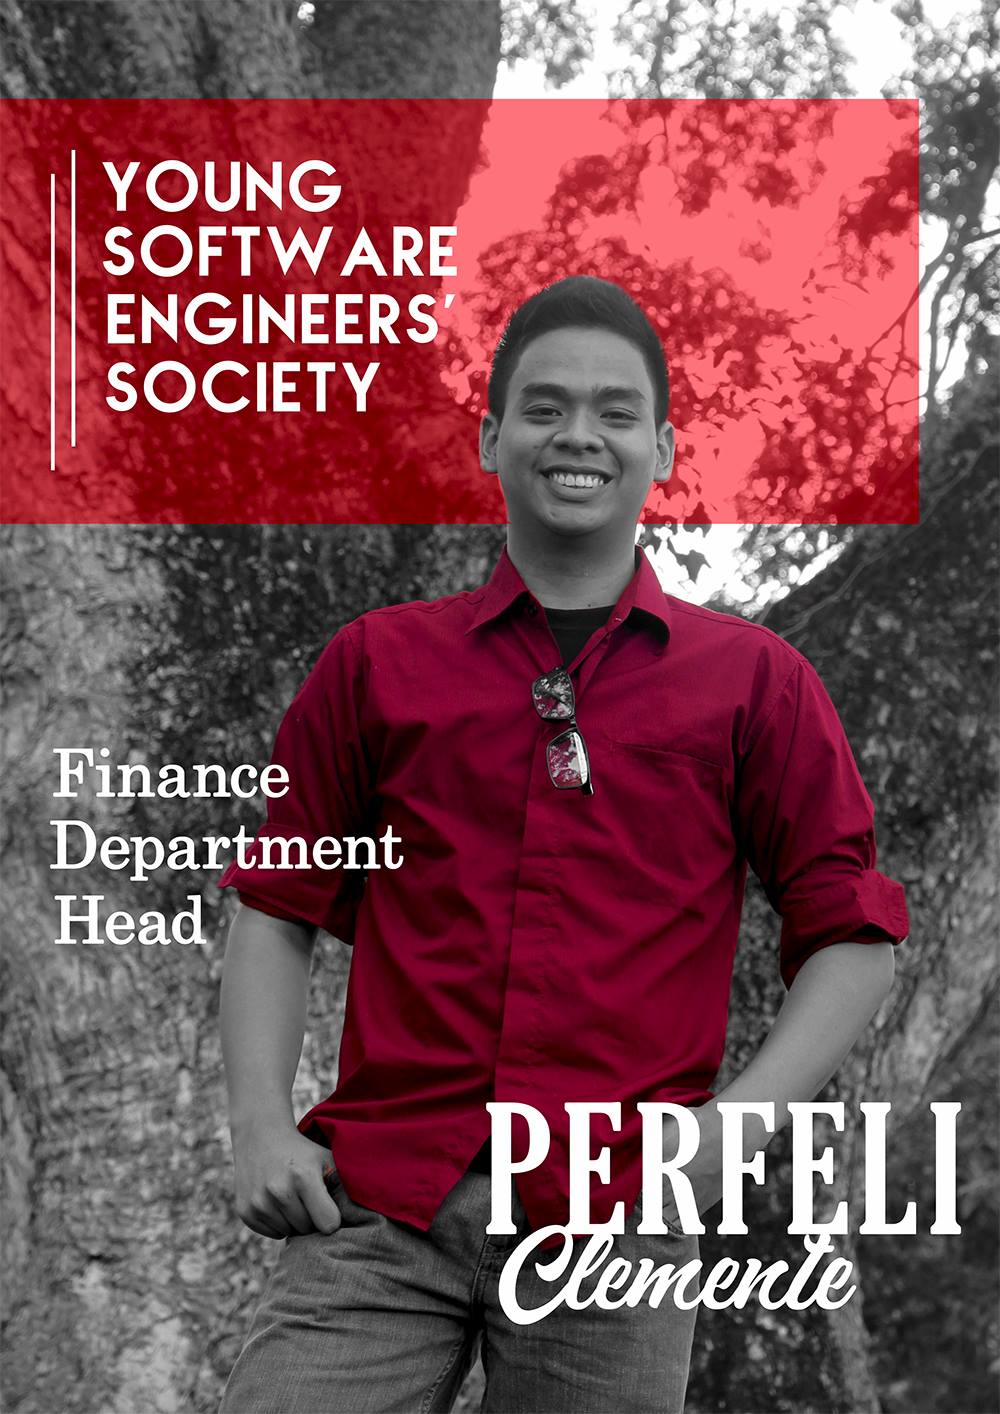 YOUNG
SOFTWARE
ENGINEERS'
SOCIETY
Finance
Department
Head
PERFELI
Clemente